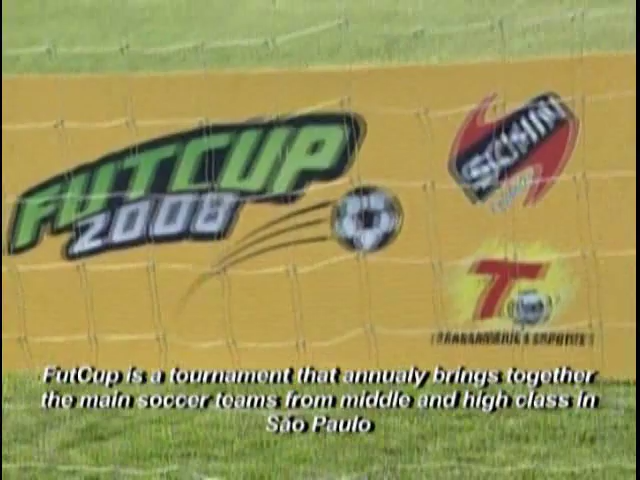 FUTCUP
2008
SCHIN
T
FutCup is a tournament that annualy brings together
the main soccer teams from middle and high class in
São Paulo